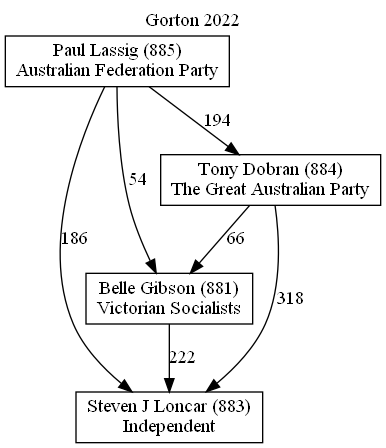 Gorton 2022
Paul Lassig (885)
Australian Federation Party
194
Tony Dobran (884)
The Great Australian Party
54
186
66
318
Belle Gibson (881)
Victorian Socialists
222
Steven J Loncar (883)
Independent